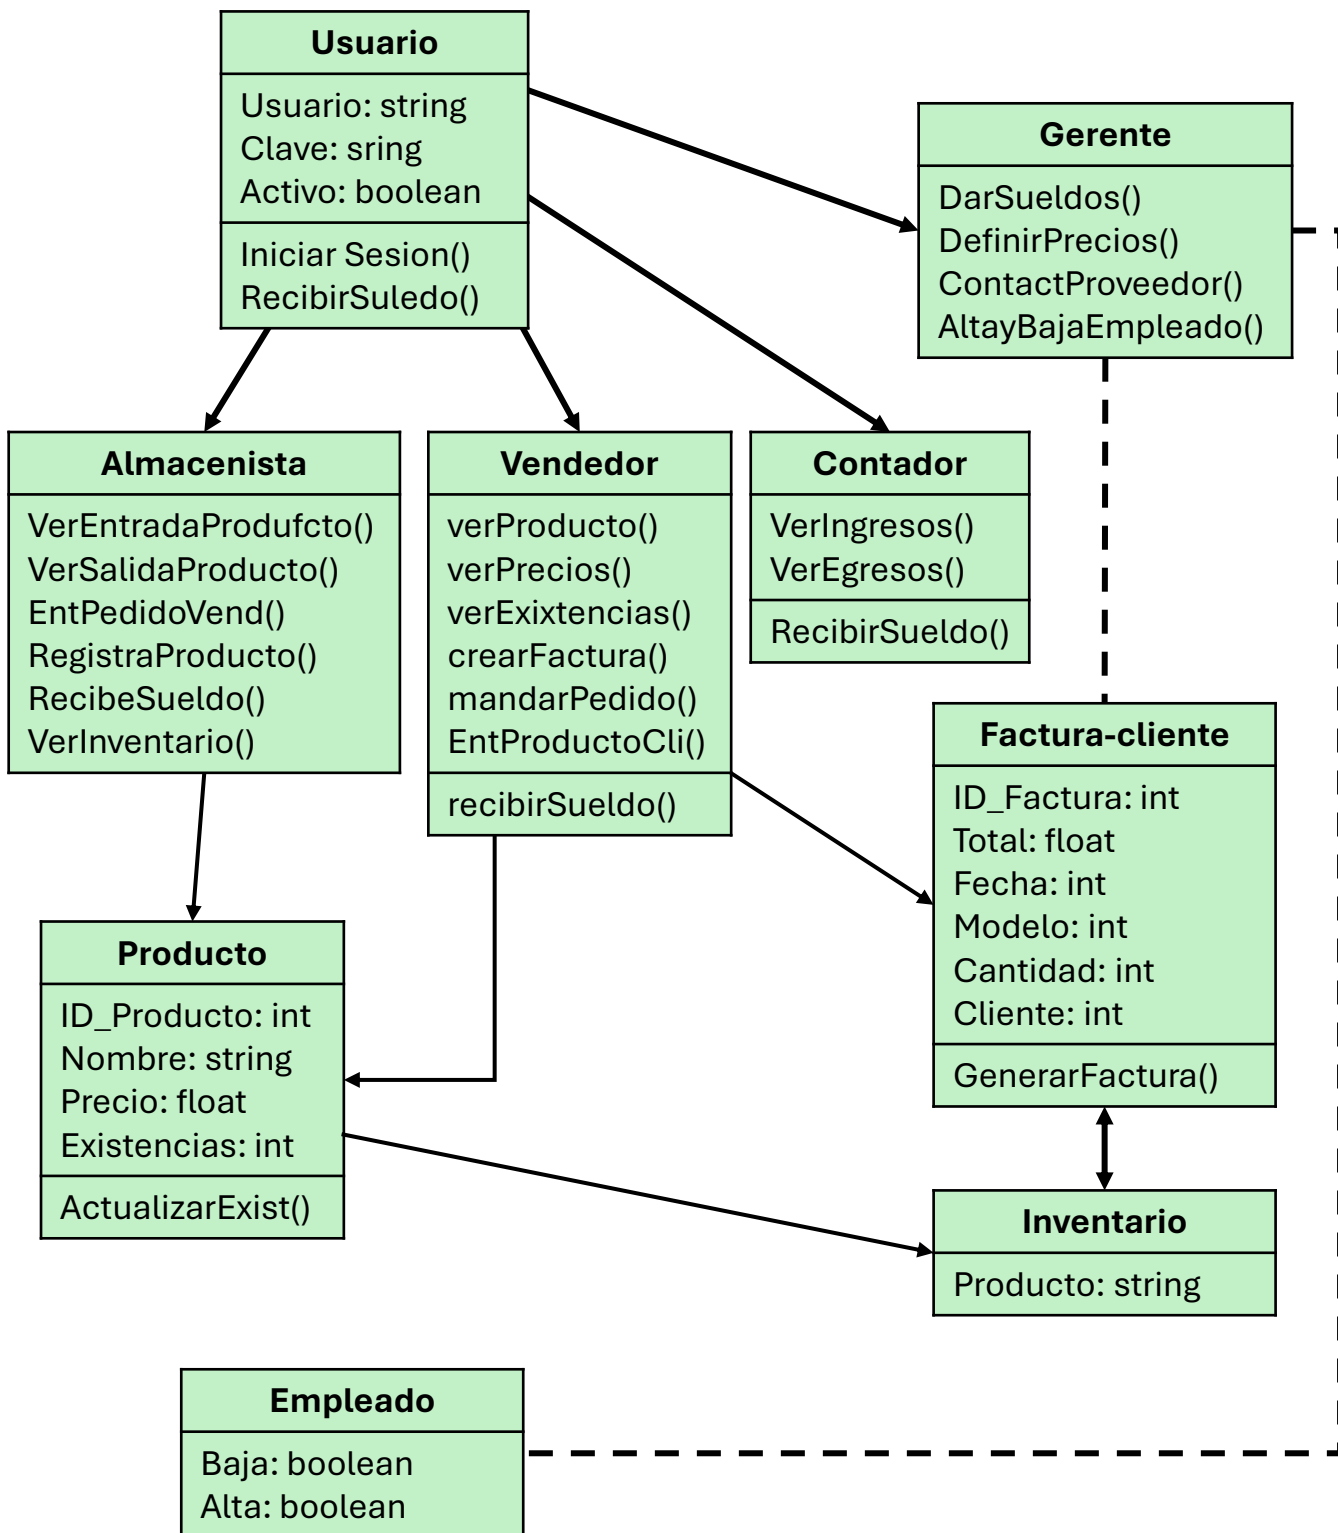 Usuario
Usuario: string
Clave: sring
Activo: boolean
Iniciar Sesion()
RecibirSuledo()
Gerente
DarSueldos()
DefinirPrecios()
ContactProveedor()
AltayBajaEmpleado()
Almacenista
VerEntradaProdufcto()
VerSalidaProducto()
EntPedidoVend()
RegistraProducto()
RecibeSueldo()
VerInventario()
Vendedor
verProducto()
verPrecios()
verExixtencias()
crearFactura()
mandarPedido()
EntProductoCli()
recibirSueldo()
Contador
VerIngresos()
VerEgresos()
RecibirSueldo()
Factura-cliente
ID_Factura: int
Total: float
Fecha: int
Modelo: int
Cantidad: int
Cliente: int
GenerarFactura()
Producto
ID_Producto: int
Nombre: string
Precio: float
Existencias: int
ActualizarExist()
Inventario
Producto: string
Empleado
Baja: boolean
Alta: boolean